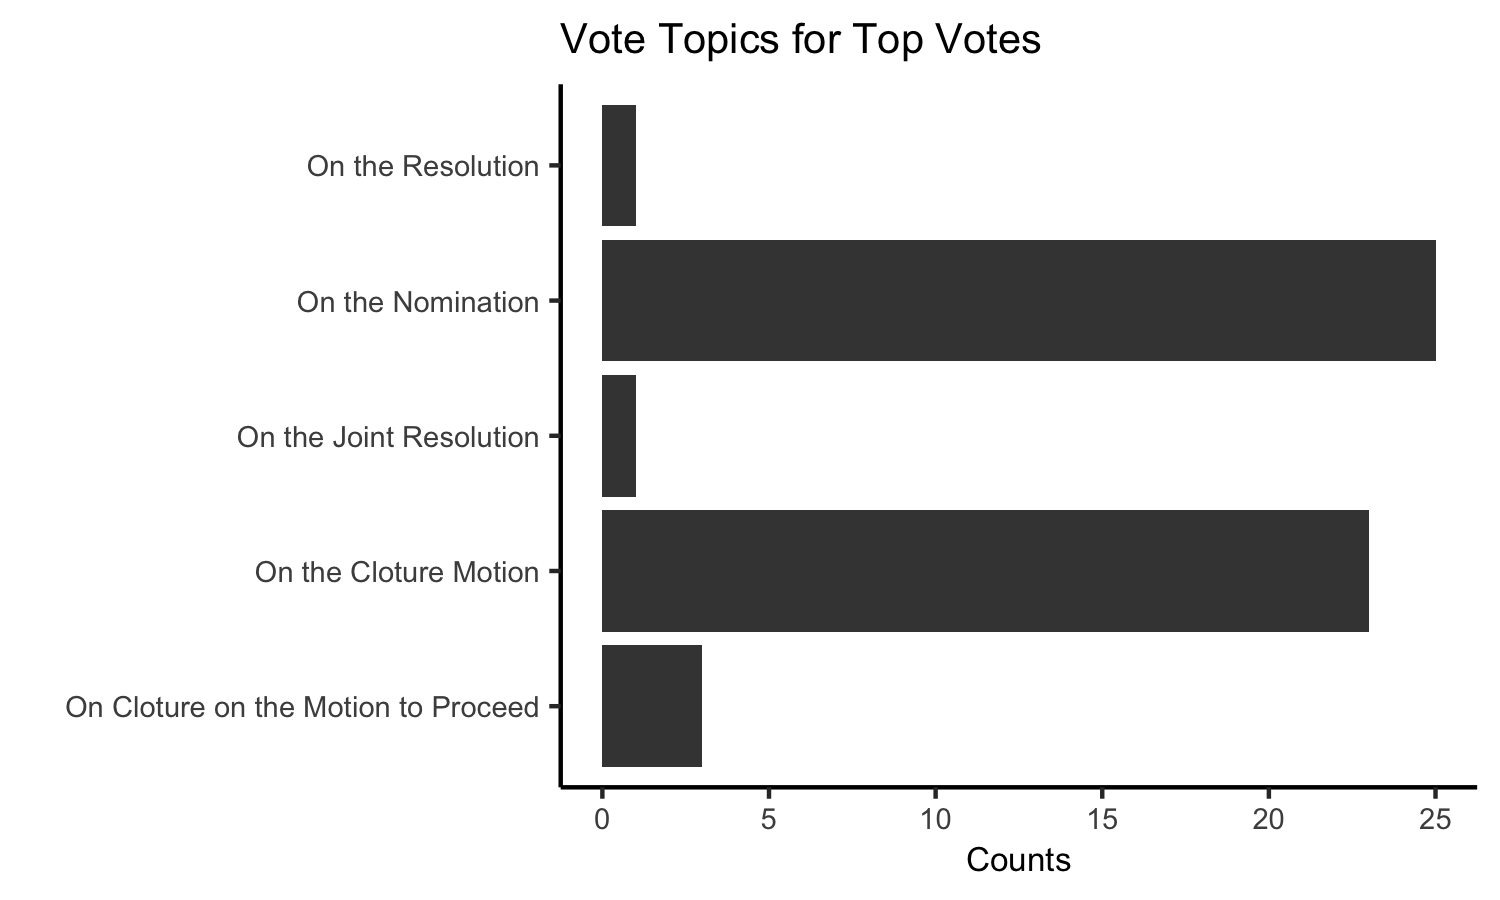 Vote Topics for Top Votes
On the Resolution
On the Nomination
On the Joint Resolution
On the Cloture Motion
On Cloture on the Motion to Proceed
0 5 10 15 20 25
Counts